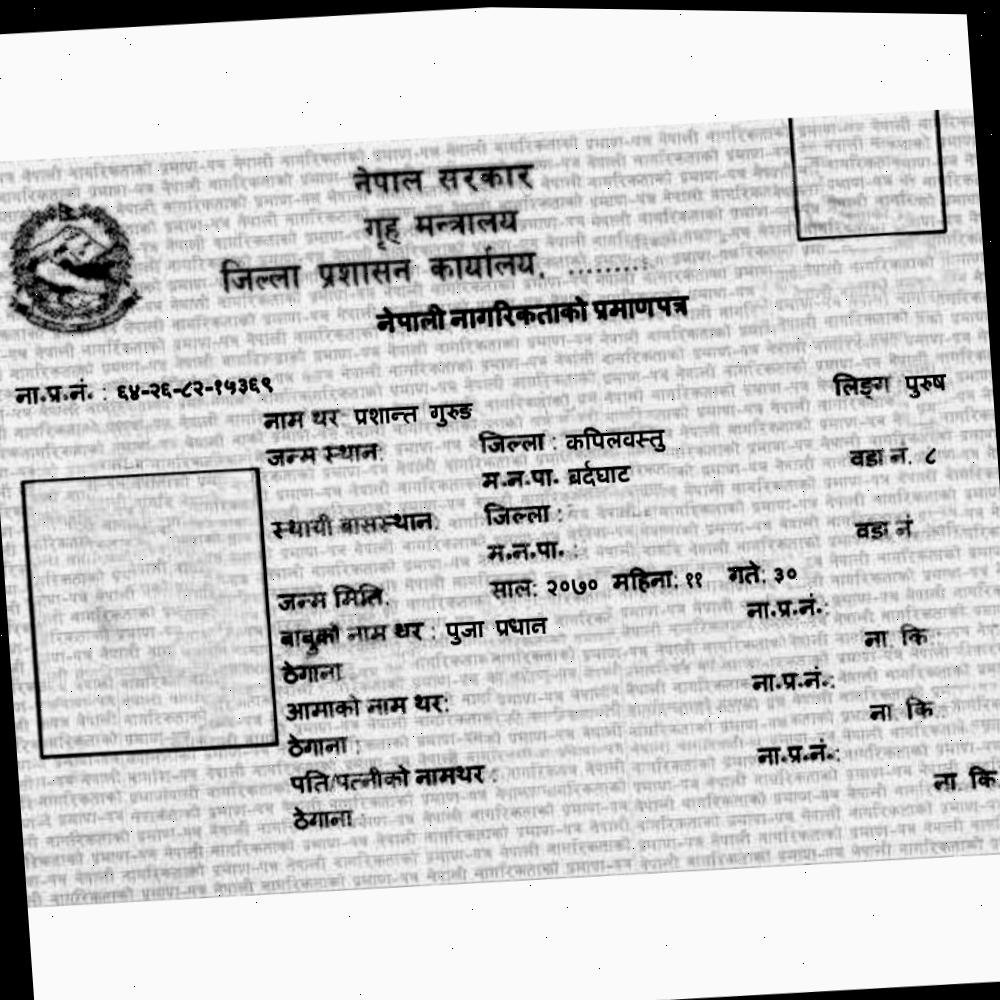 नेपाल सरकार
गृह मन्त्रालय
जिल्ला प्रशासन कार्यालय, .........
नेपाली नागरिकताको प्रमाणपत्र
ना.प्र.नं. : ६४-२६-८२-१५३६९
लिङ्ग पुरुष
नाम थर प्रशान्त गुरुङ
जन्म स्थान: जिल्ला : कपिलवस्तु
म.न.पा. बर्दघाट वडा नं. ८
स्थायी बासस्थान: जिल्ला :
म.न.पा. : वडा नं
जन्म मिति: साल: २०७० महिना: ११ गते: ३०
बाबुको नाम थर : पुजा प्रधान ना.प्र.नं.:
ठेगाना ना कि :
आमाको नाम थर: ना.प्र.नं.:
ठेगाना : ना कि :
पति/पत्नीको नामथर : ना.प्र.नं.:
ठेगाना : ना कि